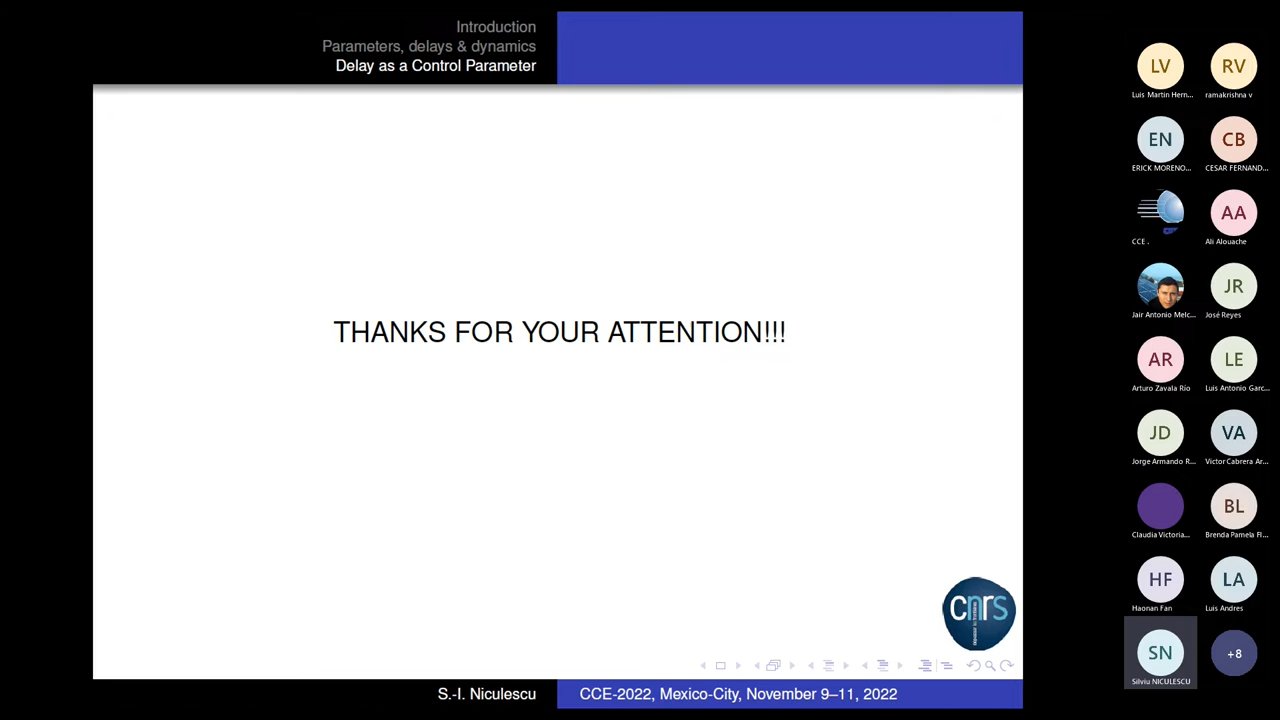 Introduction
Parameters, delays & dynamics
Delay as a Control Parameter
THANKS FOR YOUR ATTENTION!!!
cnrs
S.-I. Niculescu
CCE-2022, Mexico-City, November 9–11, 2022
LV
RV
Luis Martin Hern...
ramakrishna v
EN
CB
ERICK MORENO...
CESAR FERNAND...
AA
CCE .
Ali Alouache
JR
Jair Antonio Melc...
José Reyes
AR
LE
Arturo Zavala Río
Luis Antonio Garc...
JD
VA
Jorge Armando R...
Victor Cabrera Ar...
BL
Claudia Victoria...
Brenda Pamela Fl...
HF
LA
Haonan Fan
Luis Andres
SN
+8
Silviu NICULESCU